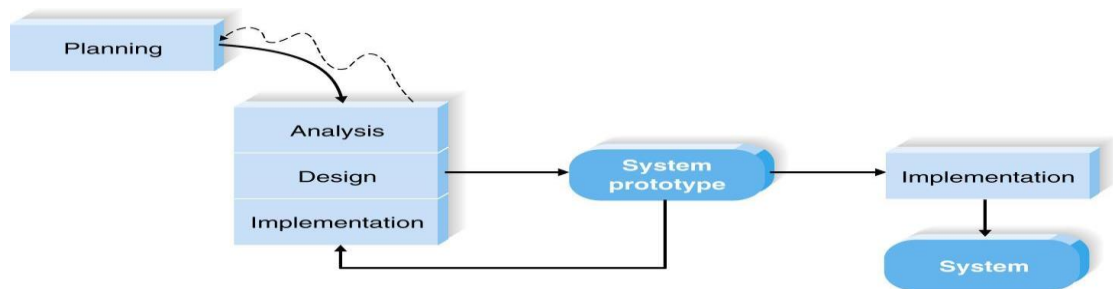 Planning
Analysis
Design
Implementation
System
prototype
Implementation
System